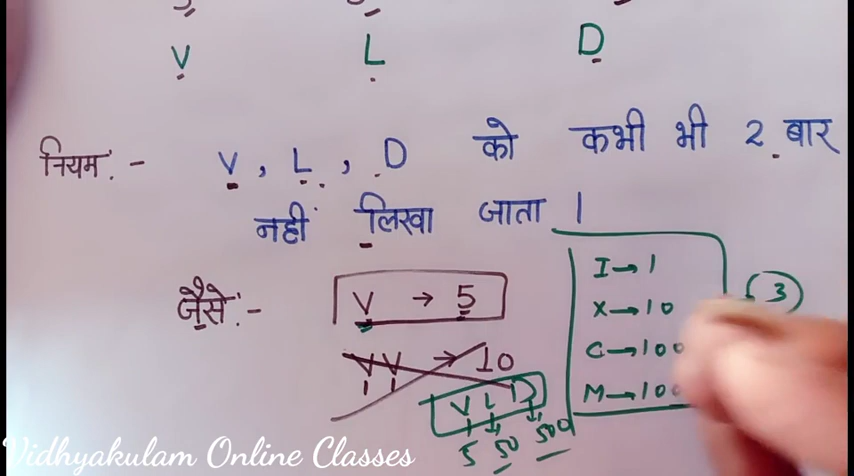 V L D
नियम :- V , L , D को कभी भी 2 बार
नही लिखा जाता ।
जैसे :- V → 5
VV → 10
V L D
5 50 500
I → 1
X → 10
C → 100
M → 100
3
Vidhyakulam Online Classes